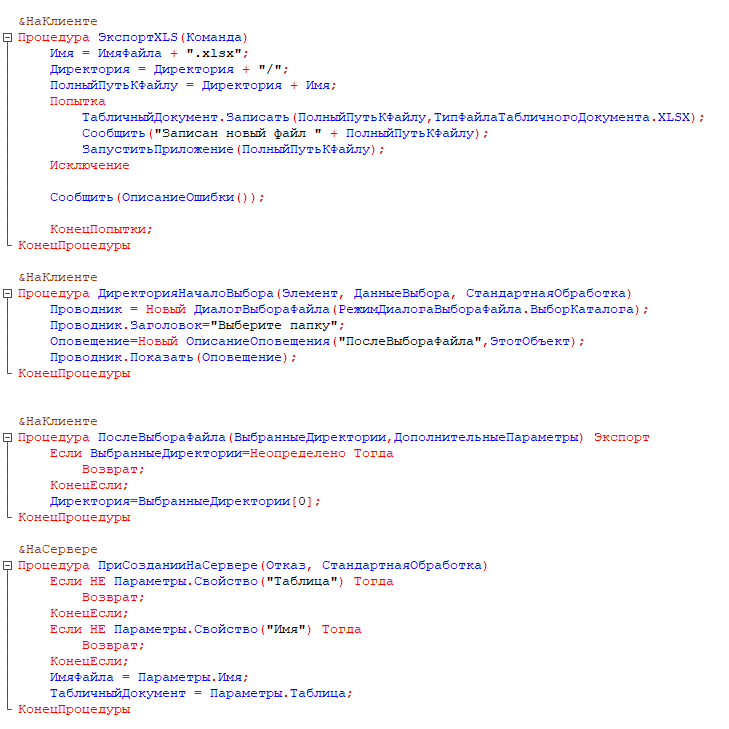 &НаКлиенте
Процедура ЭкспортXLS(Команда)
    Имя = ИмяФайла + ".xlsx";
    Директория = Директория + "/";
    ПолныйПутьКФайлу = Директория + Имя;
    Попытка
        ТабличныйДокумент.Записать(ПолныйПутьКФайлу,ТипФайлаТабличногоДокумента.XLSX);
        Сообщить("Записан новый файл " + ПолныйПутьКФайлу);
        ЗапуститьПриложение(ПолныйПутьКФайлу);
    Исключение
    Сообщить(ОписаниеОшибки());
    КонецПопытки;
КонецПроцедуры
&НаКлиенте
Процедура ДиректорияНачалоВыбора(Элемент, ДанныеВыбора, СтандартнаяОбработка)
    Проводник = Новый ДиалогВыбораФайла(РежимДиалогаВыбораФайла.ВыборКаталога);
    Проводник.Заголовок="Выберите папку";
    Оповещение=Новый ОписаниеОповещения("ПослеВыбораФайла",ЭтотОбъект);
    Проводник.Показать(Оповещение);
КонецПроцедуры
&НаКлиенте
Процедура ПослеВыбораФайла(ВыбранныеДиректории,ДополнительныеПараметры) Экспорт
    Если ВыбранныеДиректории=Неопределено Тогда
        Возврат;
    КонецЕсли;
    Директория=ВыбранныеДиректории[0];
КонецПроцедуры
&НаСервере
Процедура ПриСозданииНаСервере(Отказ, СтандартнаяОбработка)
    Если НЕ Параметры.Свойство("Таблица") Тогда
        Возврат;
    КонецЕсли;
    Если НЕ Параметры.Свойство("Имя") Тогда
        Возврат;
    КонецЕсли;
    ИмяФайла = Параметры.Имя;
    ТабличныйДокумент = Параметры.Таблица;
КонецПроцедуры